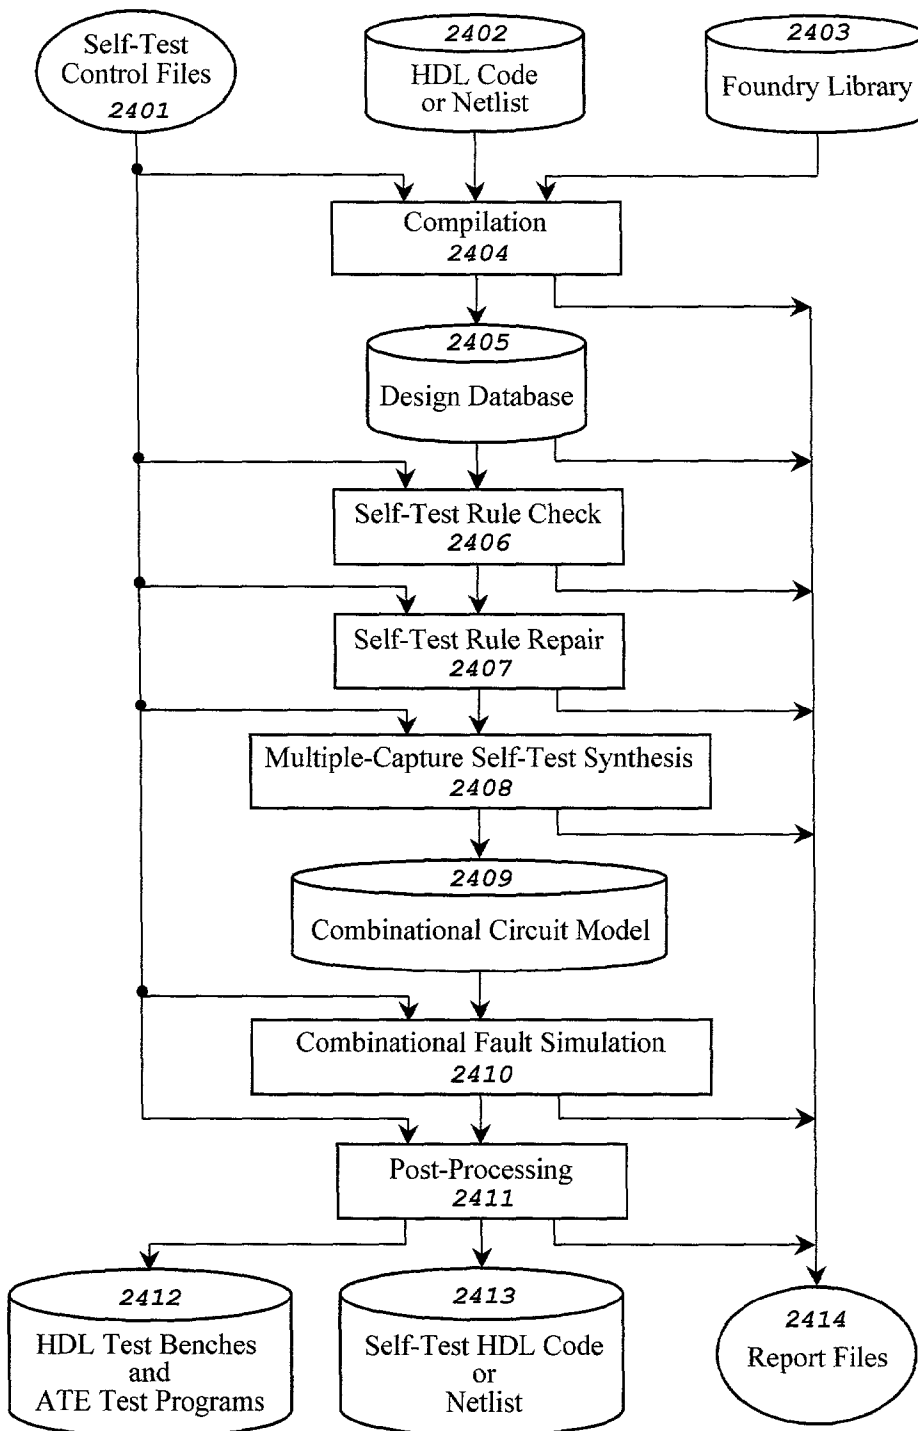 Self-Test
Control Files
2401
2402
HDL Code
or Netlist
2403
Foundry Library
Compilation
2404
2405
Design Database
Self-Test Rule Check
2406
Self-Test Rule Repair
2407
Multiple-Capture Self-Test Synthesis
2408
2409
Combinational Circuit Model
Combinational Fault Simulation
2410
Post-Processing
2411
2412
HDL Test Benches
and
ATE Test Programs
2413
Self-Test HDL Code
or
Netlist
2414
Report Files